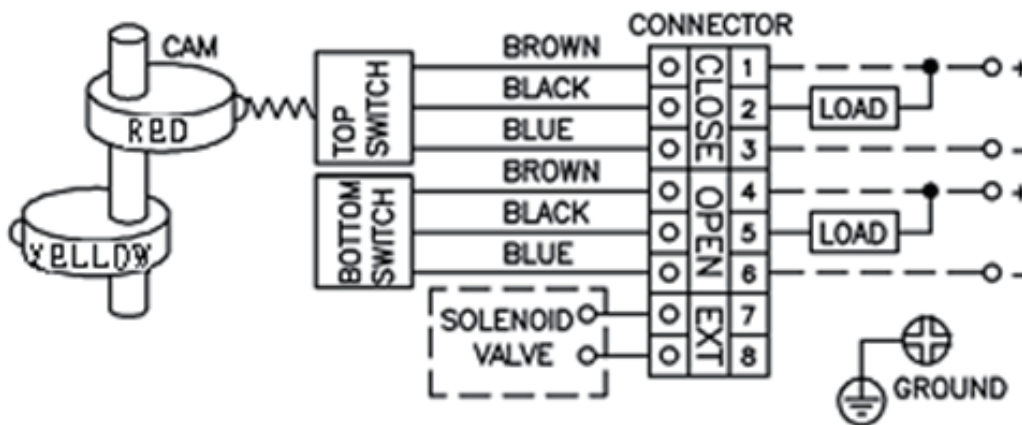 CAM
RED
YELLOW
TOP
SWITCH
BOTTOM
SWITCH
BROWN
BLACK
BLUE
BROWN
BLACK
BLUE
SOLENOID
VALVE
CONNECTOR
CLOSE
OPEN
EXT
1
2
3
4
5
6
7
8
LOAD
LOAD
+
-
+
-
GROUND